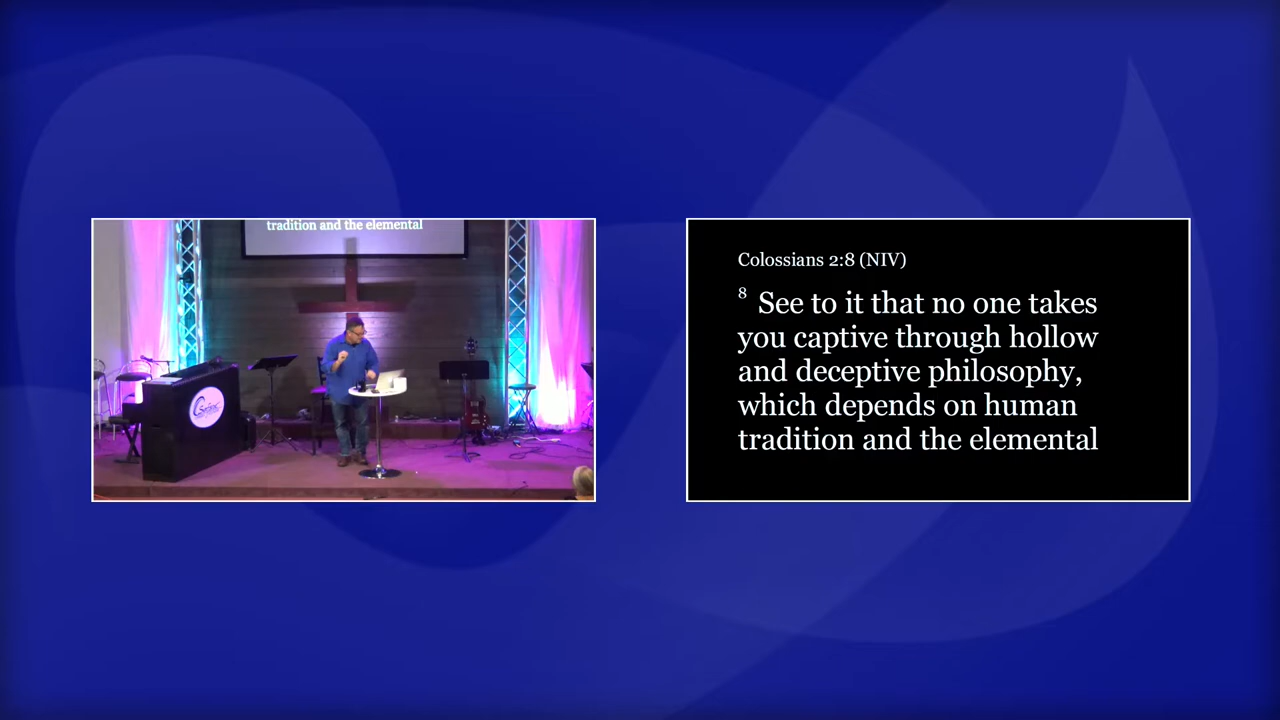 tradition and the elemental
Colossians 2:8 (NIV)
8 See to it that no one takes
you captive through hollow
and deceptive philosophy,
which depends on human
tradition and the elemental